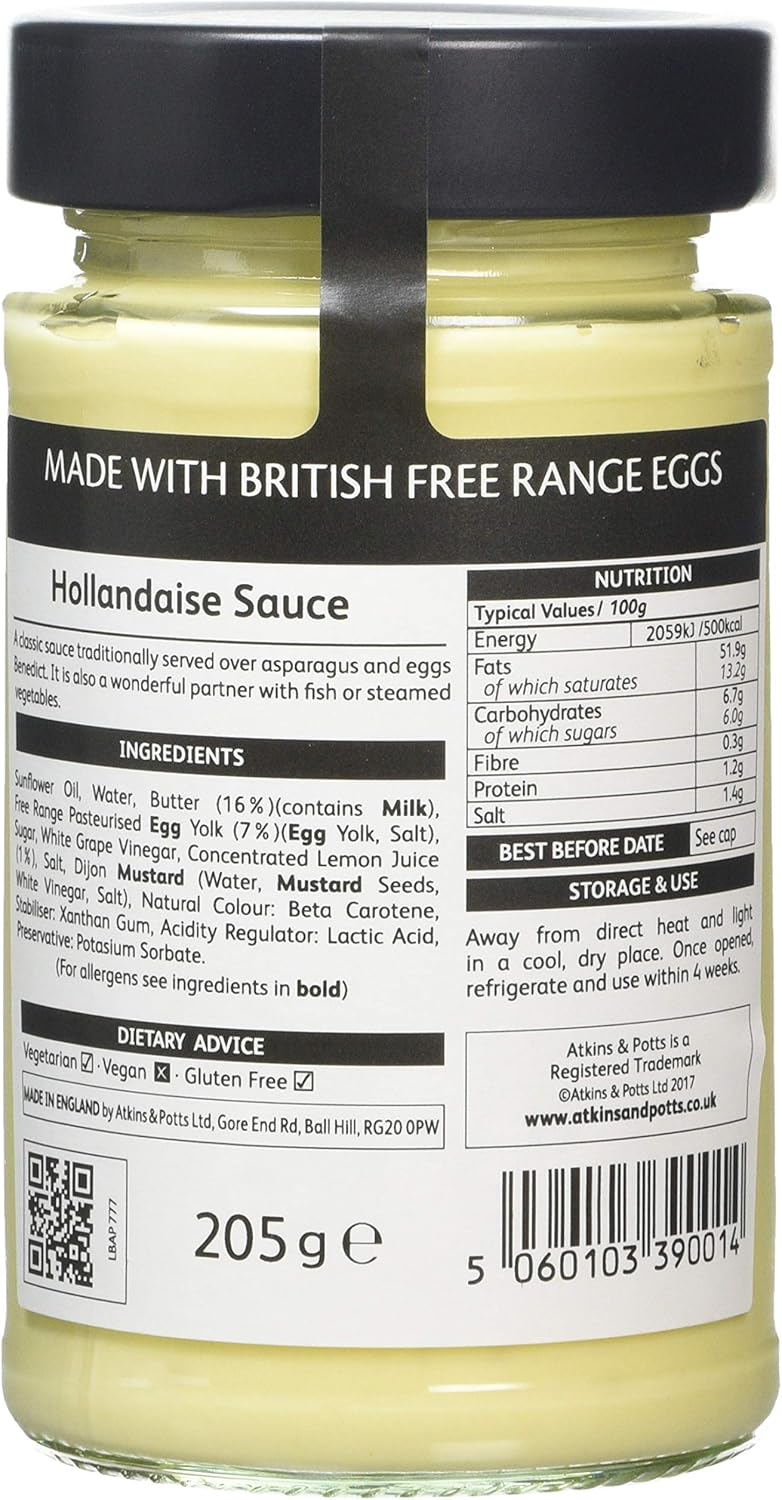 MADE WITH BRITISH FREE RANGE EGGS
Hollandaise Sauce
A classic sauce traditionally served over asparagus and eggs
Benedict. It is also a wonderful partner with fish or steamed
vegetables.
INGREDIENTS
Sunflower Oil, Water, Butter (16%)(contains Milk),
Free Range Pasteurised Egg Yolk (7%)(Egg Yolk, Salt),
Sugar, White Grape Vinegar, Concentrated Lemon Juice
(1%), Salt, Dijon Mustard (Water, Mustard Seeds,
White Vinegar, Salt), Natural Colour: Beta Carotene,
Stabiliser: Xanthan Gum, Acidity Regulator: Lactic Acid,
Preservative: Potasium Sorbate.
(For allergens see ingredients in bold)
DIETARY ADVICE
Vegetarian ☑ · Vegan ☒ · Gluten Free ☑
MADE IN ENGLAND by Atkins & Potts Ltd, Gore End Rd, Ball Hill, RG20 0PW
LBAP777
205g ℮
NUTRITION
Typical Values / 100g
Energy 2059kJ /500kcal
Fats 51.9g
of which saturates 13.2g
Carbohydrates 6.7g
of which sugars 6.0g
Fibre 0.3g
Protein 1.2g
Salt 1.4g
BEST BEFORE DATE See cap
STORAGE & USE
Away from direct heat and light
in a cool, dry place. Once opened,
refrigerate and use within 4 weeks.
Atkins & Potts is a
Registered Trademark
©Atkins & Potts Ltd 2017
www.atkinsandpotts.co.uk
5 060103 390014